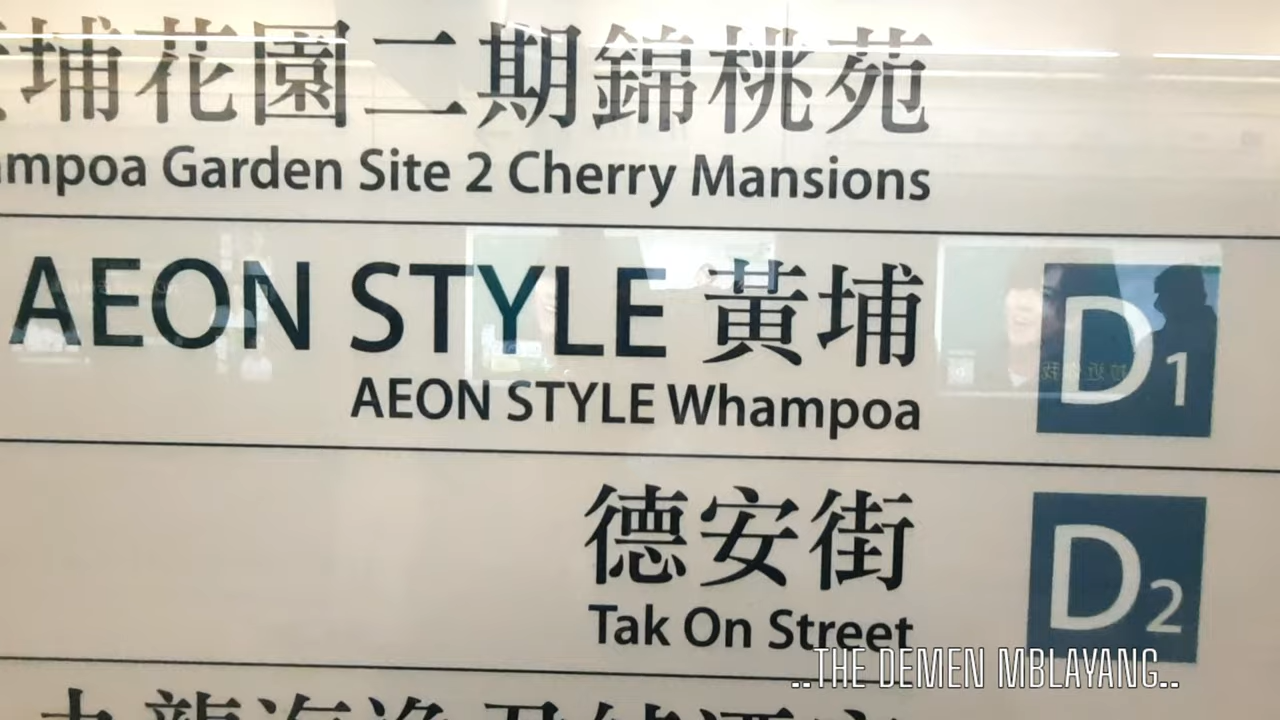 埔花園二期錦桃苑
ampoa Garden Site 2 Cherry Mansions
AEON STYLE 黃埔
AEON STYLE Whampoa
D1
德安街
Tak On Street
D2
..THE DEMEN MBLAYANG..